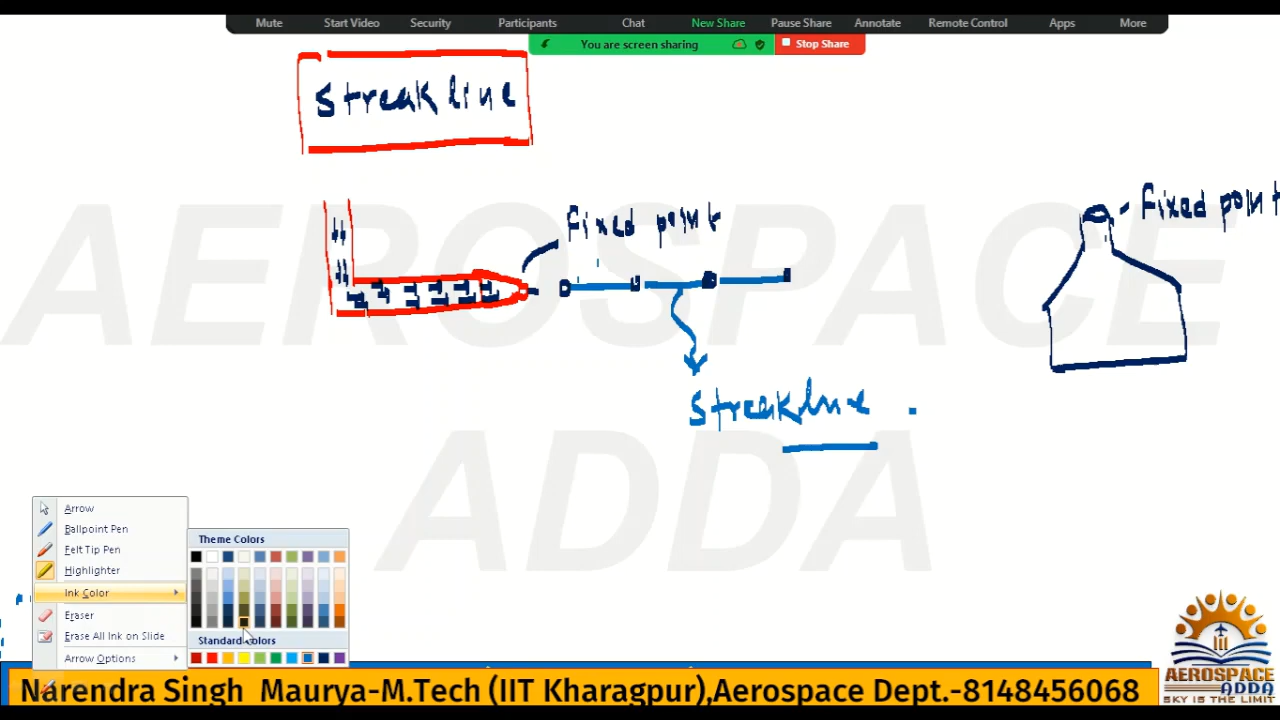 Mute Start Video Security Participants Chat New Share Pause Share Annotate Remote Control Apps More
You are screen sharing Stop Share
Streakline
Fixed point
Fixed point
Streakline
AEROSPACE
ADDA
Arrow
Ballpoint Pen
Felt Tip Pen
Highlighter
Ink Color
Eraser
Erase All Ink on Slide
Arrow Options
Theme Colors
Standard Colors
Narendra Singh Maurya-M.Tech (IIT Kharagpur),Aerospace Dept.-8148456068
AEROSPACE
ADDA
SKY IS THE LIMIT